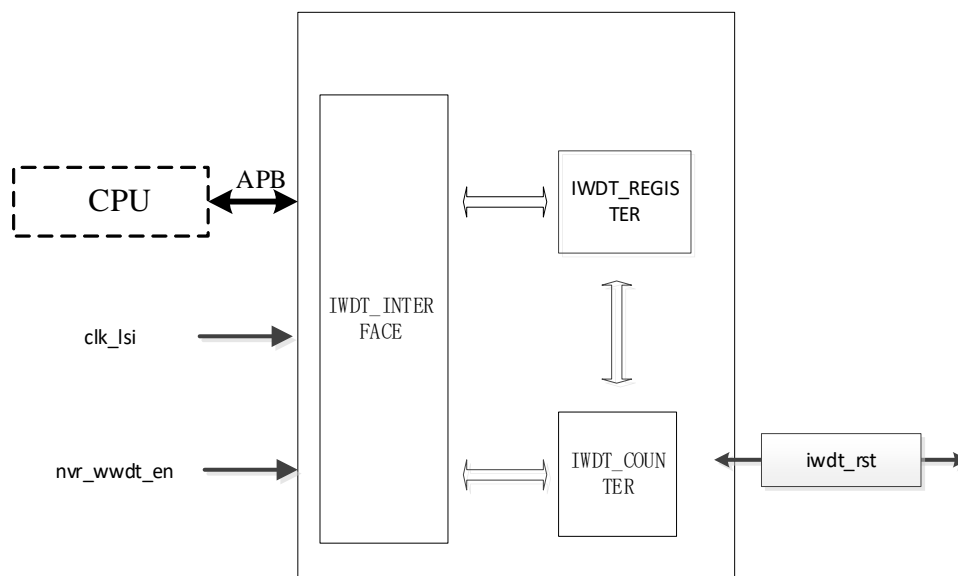 CPU
APB
IWDT_REGIS
TER
IWDT_INTER
FACE
clk_lsi
nvr_wwdt_en
IWDT_COUN
TER
iwdt_rst